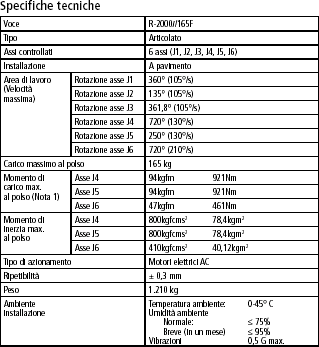 Specifiche tecniche
Voce R-2000i/165F
Tipo Articolato
Assi controllati 6 assi (J1, J2, J3, J4, J5, J6)
Installazione A pavimento
Area di lavoro Rotazione asse J1 360° (105°/s)
(Velocità Rotazione asse J2 135° (105°/s)
massima) Rotazione asse J3 361,8° (105°/s)
Rotazione asse J4 720° (130°/s)
Rotazione asse J5 250° (130°/s)
Rotazione asse J6 720° (210°/s)
Carico massimo al polso 165 kg
Momento di Asse J4 94kgfm 921Nm
carico max. Asse J5 94kgfm 921Nm
al polso (Nota 1) Asse J6 47kgfm 461Nm
Momento di Asse J4 800kgfcms² 78,4kgm²
inerzia max. Asse J5 800kgfcms² 78,4kgm²
al polso Asse J6 410kgfcms² 40,12kgm²
Tipo di azionamento Motori elettrici AC
Ripetibilità ± 0,3 mm
Peso 1.210 kg
Ambiente Temperatura ambiente: 0-45° C
installazione Umidità ambiente
Normale: ≤ 75%
Breve (in un mese) ≤ 95%
Vibrazioni 0,5 G max.